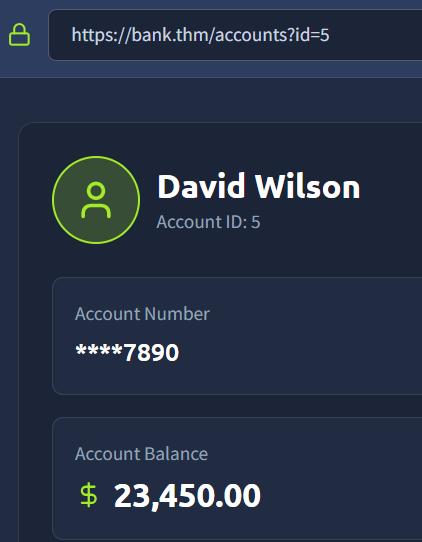 https://bank.thm/accounts?id=5
David Wilson
Account ID: 5
Account Number
****7890
Account Balance
$ 23,450.00